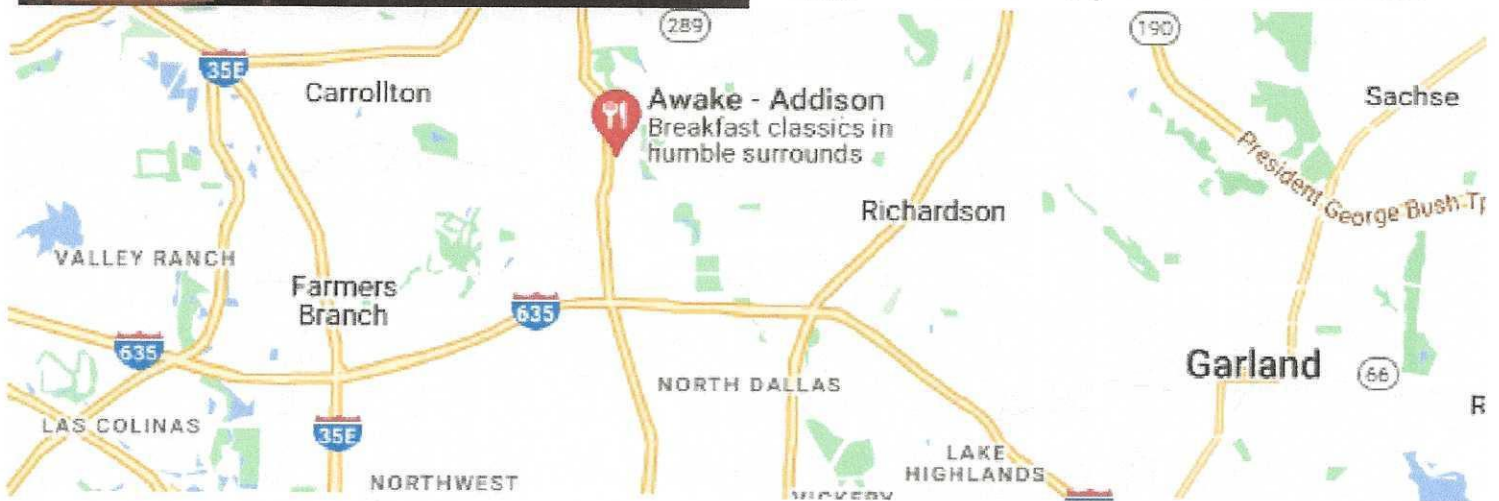 289
190
35E
Carrollton
Awake - Addison
Breakfast classics in
humble surrounds
Sachse
President George Bush Tp
Richardson
VALLEY RANCH
Farmers
Branch
635
635
NORTH DALLAS
Garland
66
R
LAS COLINAS
35E
NORTHWEST
LAKE
HIGHLANDS
VICKERY